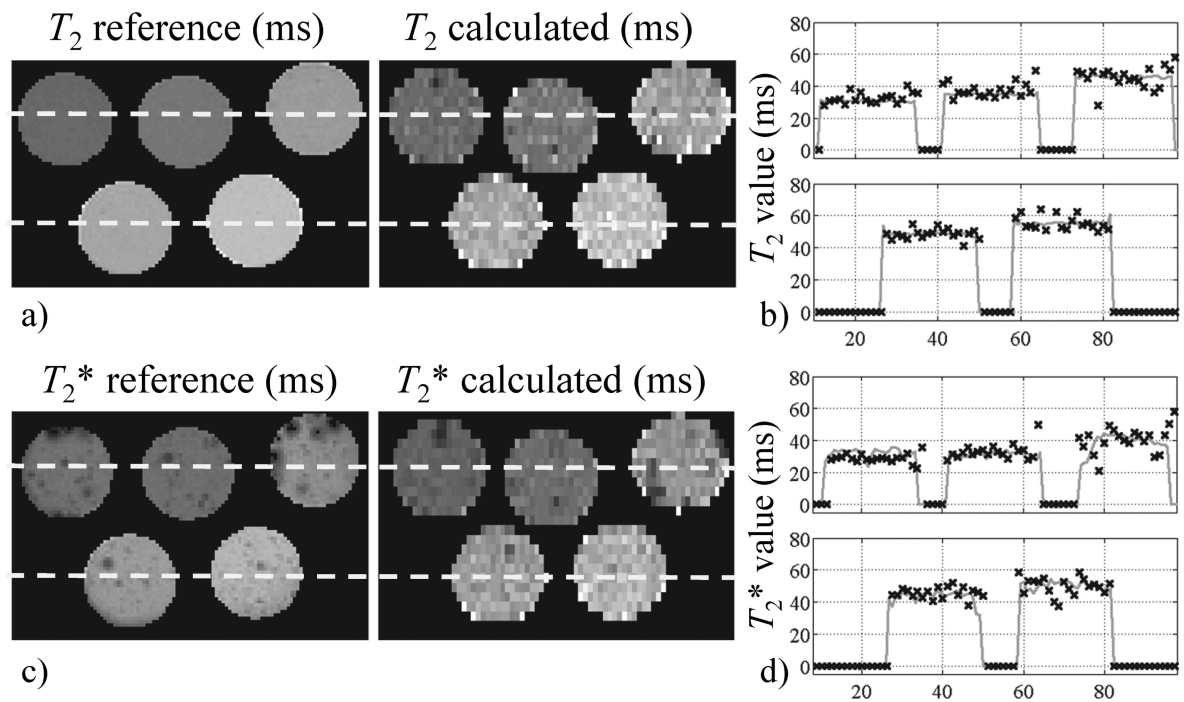 T2 reference (ms)
T2 calculated (ms)
a)
80
60
40
20
0
80
60
40
20
0
20 40 60 80
T2 value (ms)
b)
T2* reference (ms)
T2* calculated (ms)
c)
80
60
40
20
0
80
60
40
20
0
20 40 60 80
T2* value (ms)
d)